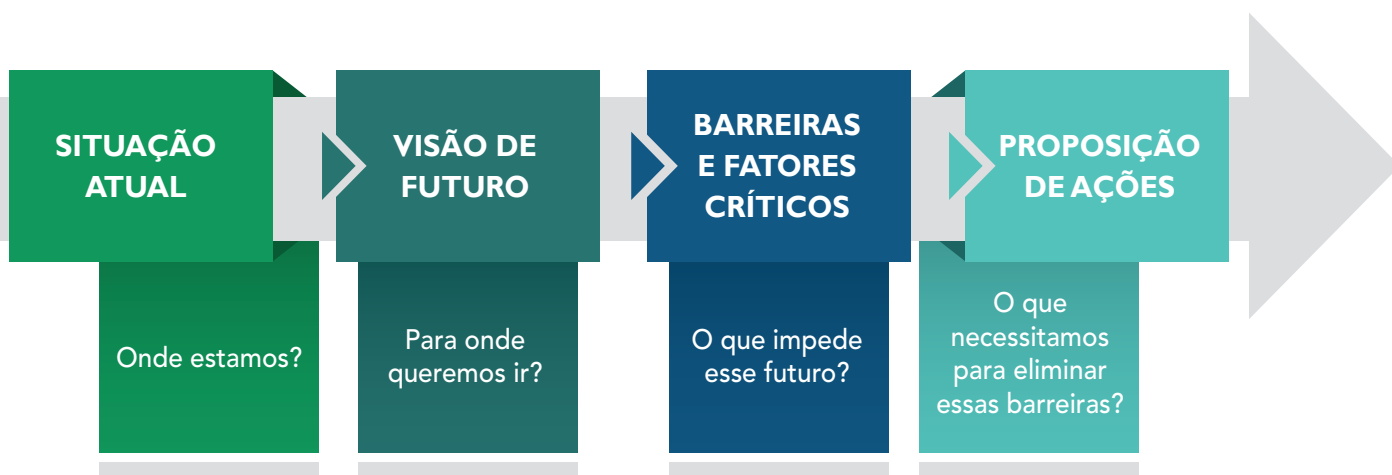 SITUAÇÃO
ATUAL
VISÃO DE
FUTURO
BARREIRAS
E FATORES
CRÍTICOS
PROPOSIÇÃO
DE AÇÕES
Onde estamos?
Para onde
queremos ir?
O que impede
esse futuro?
O que
necessitamos
para eliminar
essas barreiras?